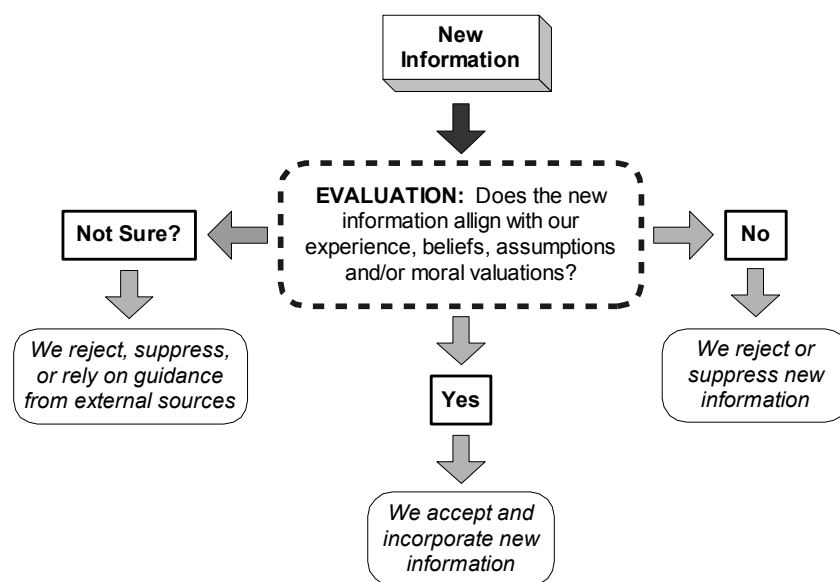 New
Information
EVALUATION: Does the new
information allign with our
experience, beliefs, assumptions
and/or moral valuations?
Not Sure?
No
We reject, suppress,
or rely on guidance
from external sources
Yes
We reject or
suppress new
information
We accept and
incorporate new
information